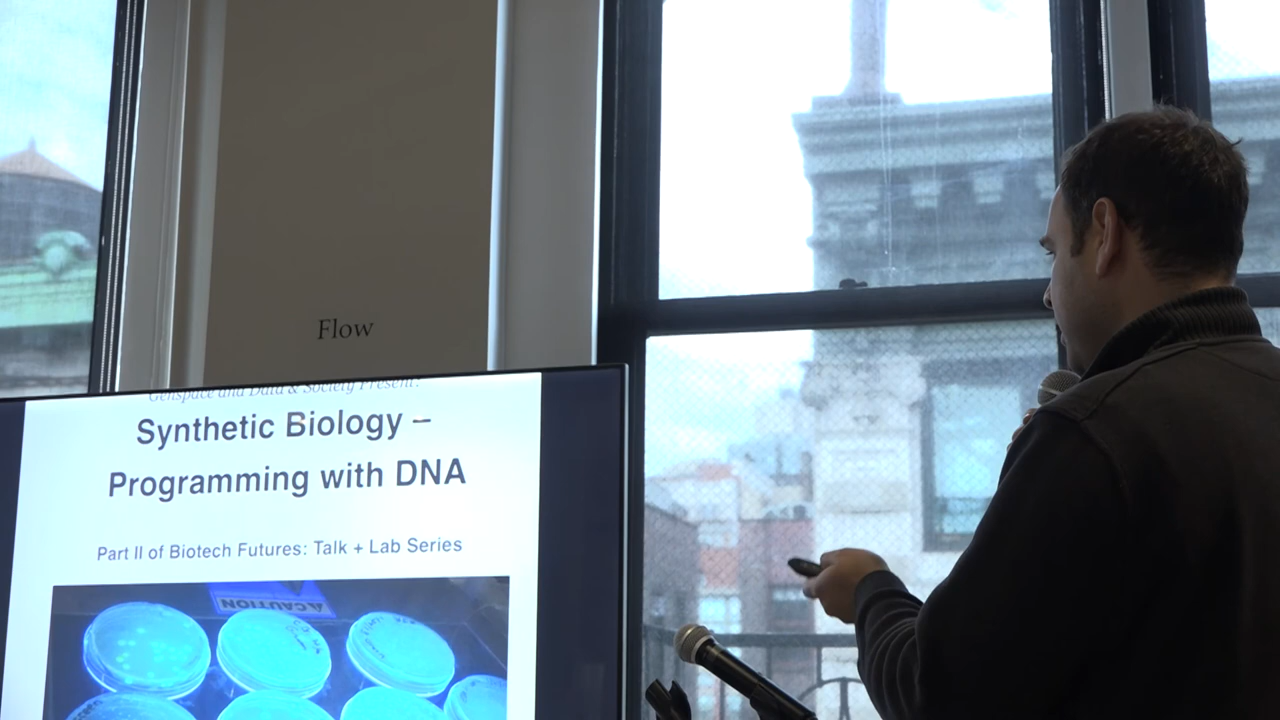 Flow
Genspace and Data & Society Present:
Synthetic Biology –
Programming with DNA
Part II of Biotech Futures: Talk + Lab Series
CAUTION